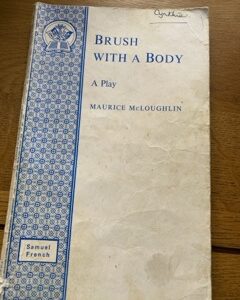 Cynthia
BRUSH
WITH A BODY
A Play
MAURICE McLOUGHLIN
Samuel
French